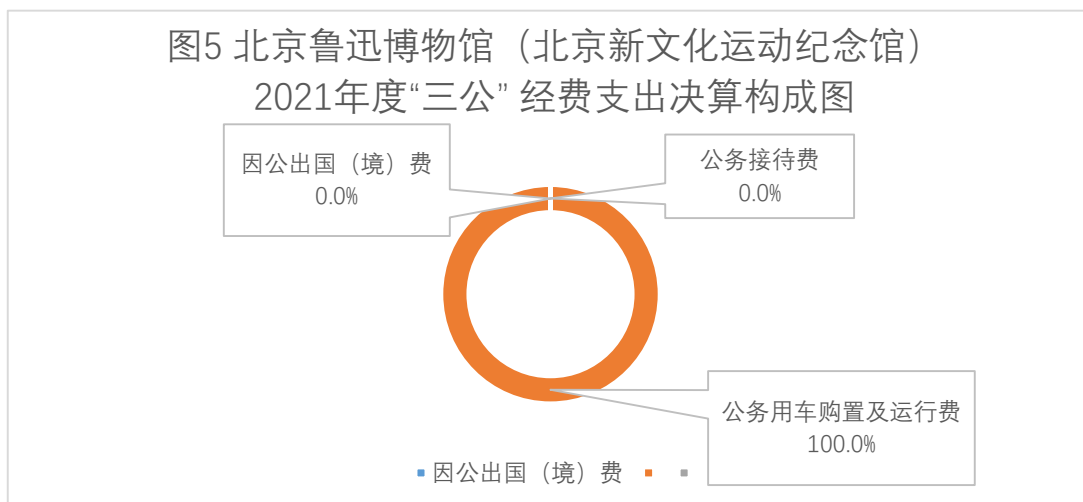 图5 北京鲁迅博物馆（北京新文化运动纪念馆）
2021年度“三公” 经费支出决算构成图
因公出国（境）费
0.0%
公务接待费
0.0%
公务用车购置及运行费
100.0%
因公出国（境）费